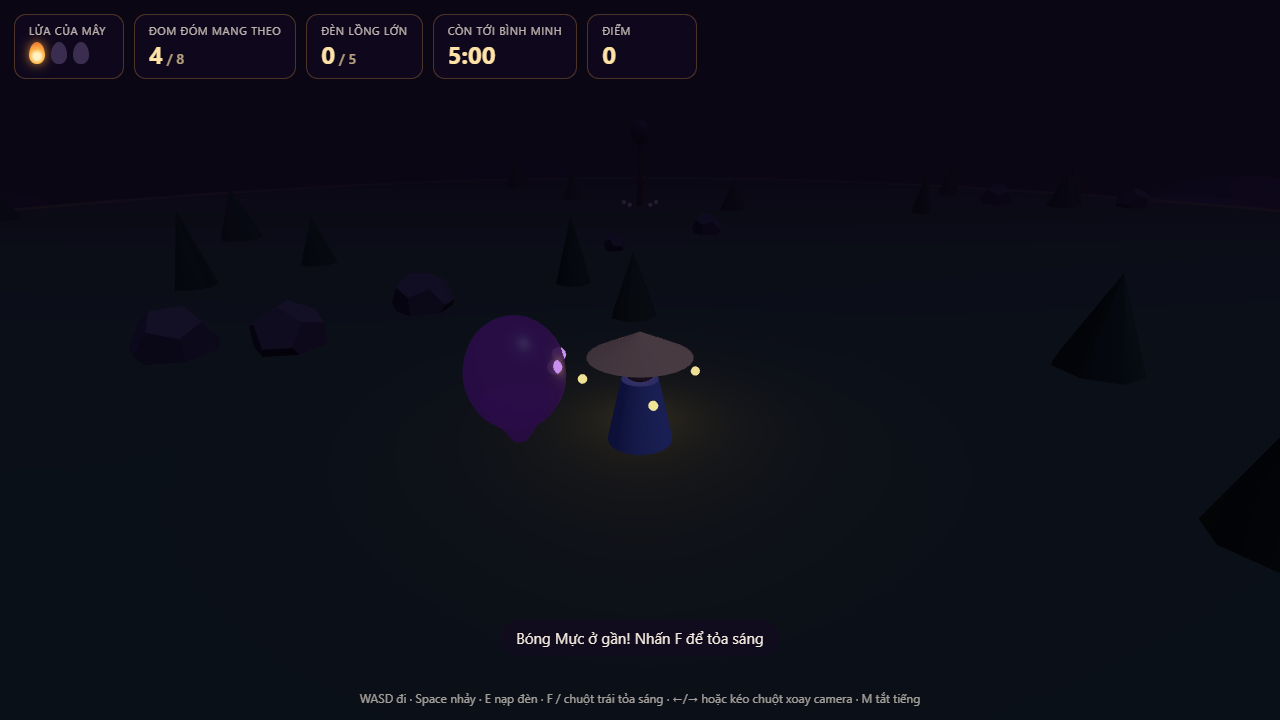 LỬA CỦA MÂY
ĐOM ĐÓM MANG THEO
4 / 8
ĐÈN LỒNG LỚN
0 / 5
CÒN TỚI BÌNH MINH
5:00
ĐIỂM
0
Bóng Mực ở gần! Nhấn F để tỏa sáng
WASD đi · Space nhảy · E nạp đèn · F / chuột trái tỏa sáng · ←/→ hoặc kéo chuột xoay camera · M tắt tiếng